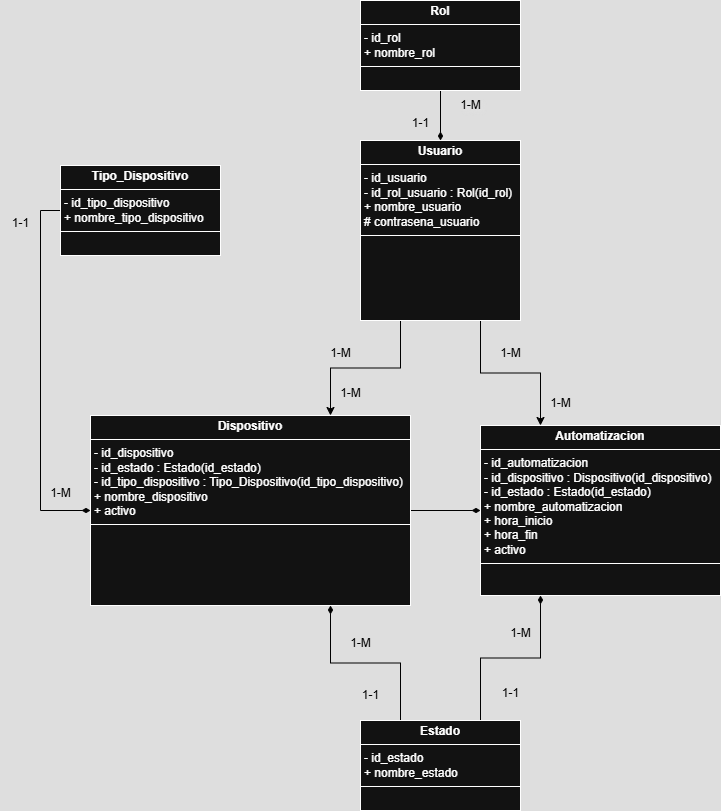 Rol
- id_rol
+ nombre_rol
1-M
1-1
Usuario
- id_usuario
- id_rol_usuario : Rol(id_rol)
+ nombre_usuario
# contrasena_usuario
Tipo_Dispositivo
- id_tipo_dispositivo
+ nombre_tipo_dispositivo
1-1
1-M
1-M
1-M
1-M
1-M
Dispositivo
- id_dispositivo
- id_estado : Estado(id_estado)
- id_tipo_dispositivo : Tipo_Dispositivo(id_tipo_dispositivo)
+ nombre_dispositivo
+ activo
Automatizacion
- id_automatizacion
- id_dispositivo : Dispositivo(id_dispositivo)
- id_estado : Estado(id_estado)
+ nombre_automatizacion
+ hora_inicio
+ hora_fin
+ activo
1-M
1-M
1-1
1-1
Estado
- id_estado
+ nombre_estado